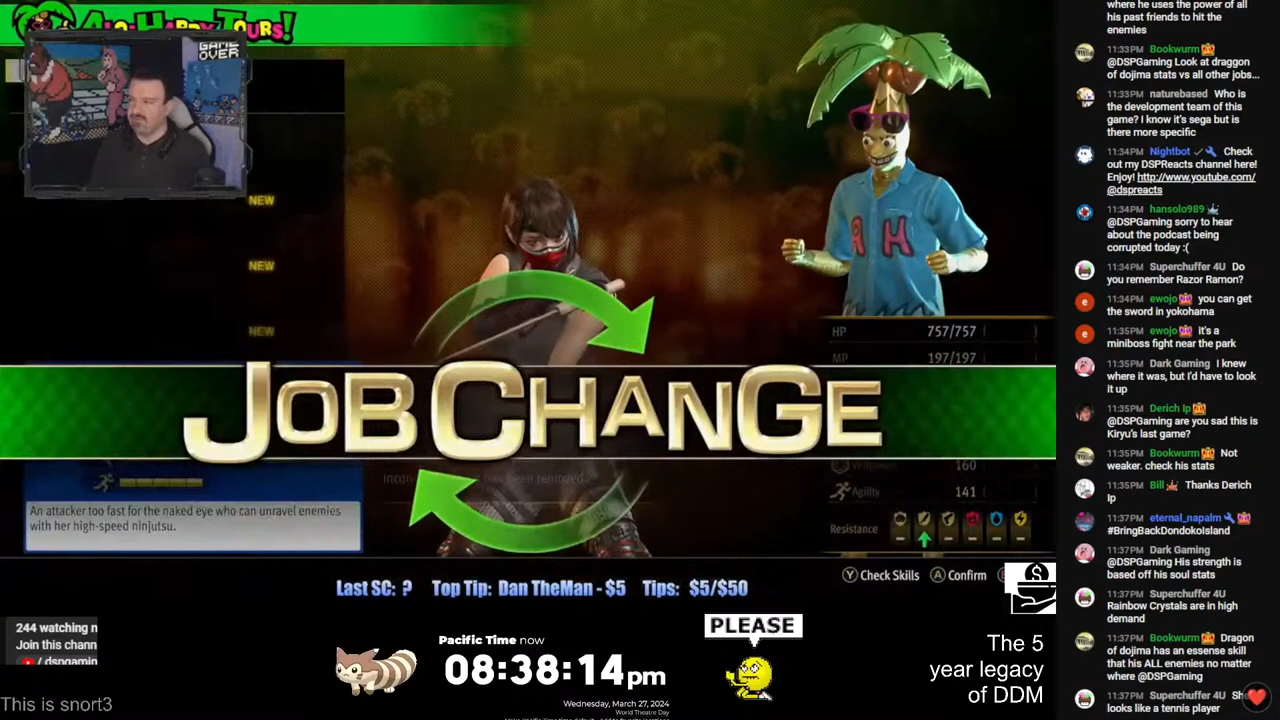 Alo-Happy Tours!
GAME
OVER
NEW
NEW
NEW
AH
HP 757/757
MP 197/197
JOB CHANGE
160
Agility 141
Resistance
An attacker too fast for the naked eye who can unravel enemies
with her high-speed ninjutsu.
Y Check Skills A Confirm
Last SC: ? Top Tip: Dan TheMan - $5 Tips: $5/$50
244 watching n
Join this chann
/ dspgamin
This is snort3
Pacific Time now
08:38:14pm
Wednesday, March 27, 2024
World Theatre Day
PLEASE
The 5
year legacy
of DDM
where he uses the power of all
his past friends to hit the
enemies
11:33PM Bookwurm
@DSPGaming Look at draggon
of dojima stats vs all other jobs...
11:33PM naturebased Who is
the development team of this
game? I know it's sega but is
there more specific
11:34PM Nightbot Check
out my DSPReacts channel here!
Enjoy! http://www.youtube.com/
@dspreacts
11:34PM hansolo989
@DSPGaming sorry to hear
about the podcast being
corrupted today :(
11:34PM Superchuffer 4U Do
you remember Razor Ramon?
11:34PM ewojo you can get
the sword in yokohama
11:35PM ewojo it's a
miniboss fight near the park
11:35PM Dark Gaming I knew
where it was, but I'd have to look
it up
11:35PM Derich Ip
@DSPGaming are you sad this is
Kiryu's last game?
11:35PM Bookwurm Not
weaker. check his stats
11:35PM Bill Thanks Derich
Ip
11:37PM eternal_napalm
#BringBackDondokoIsland
11:37PM Dark Gaming
@DSPGaming His strength is
based off his soul stats
11:37PM Superchuffer 4U
Rainbow Crystals are in high
demand
11:37PM Bookwurm Dragon
of dojima has an essense skill
that his ALL enemies no matter
where @DSPGaming
11:37PM Superchuffer 4U She
looks like a tennis player